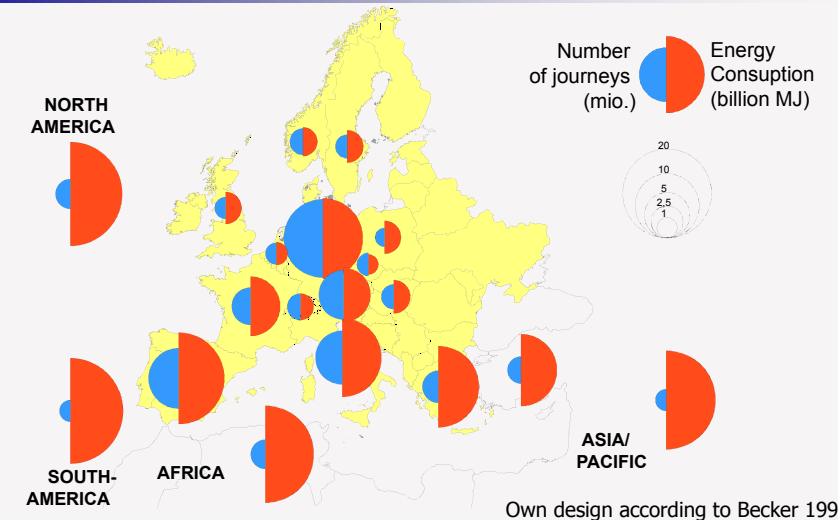 Number
of journeys
(mio.)
Energy
Consuption
(billion MJ)
20
10
5
2,5
1
NORTH
AMERICA
SOUTH-
AMERICA
AFRICA
ASIA/
PACIFIC
Own design according to Becker 199